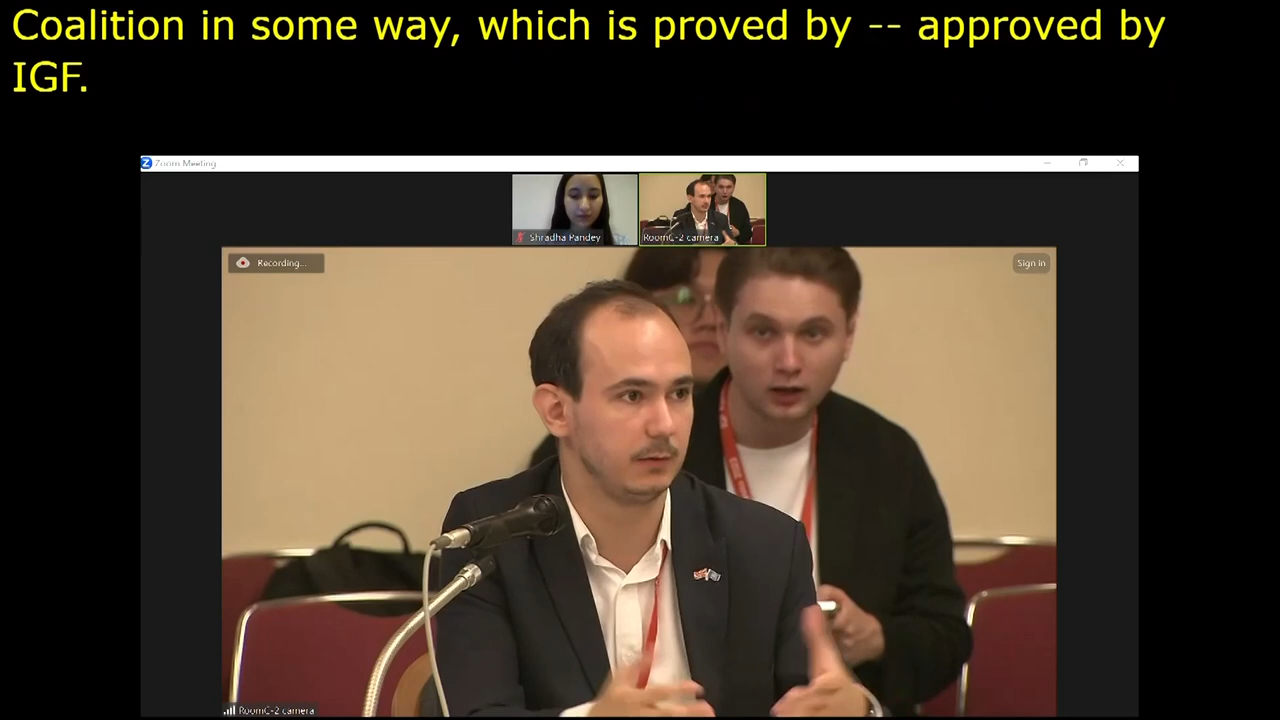 Coalition in some way, which is proved by -- approved by
IGF.
Zoom Meeting
Shradha Pandey
RoomC-2 camera
Recording...
Sign in
RoomC-2 camera